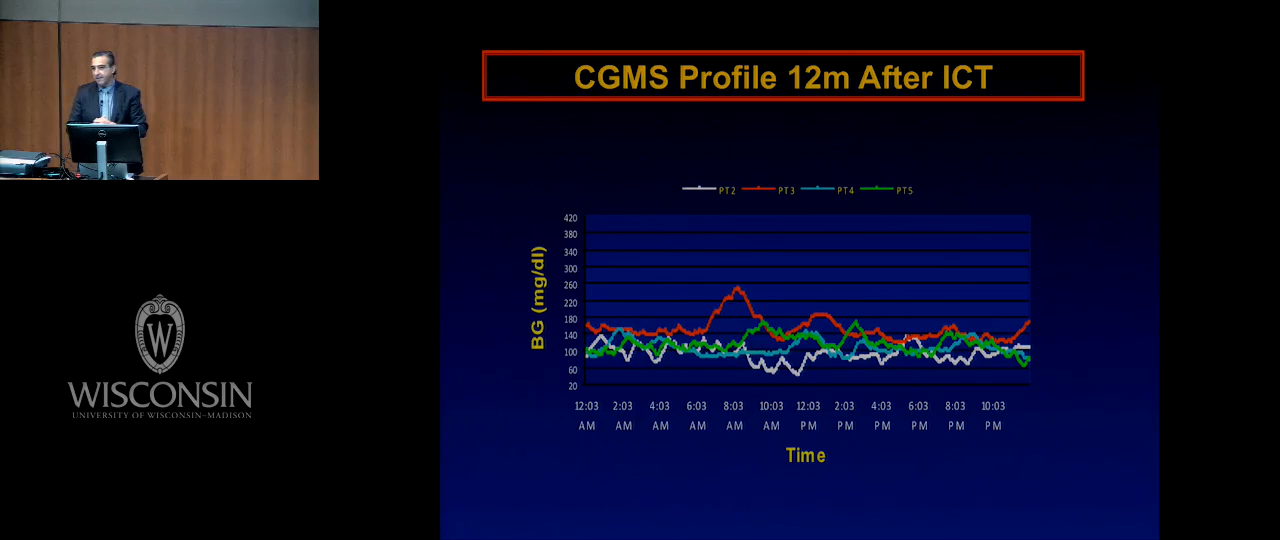 CGMS Profile 12m After ICT
PT2 PT3 PT4 PT5
BG (mg/dl)
420
380
340
300
260
220
180
140
100
60
20
12:03 AM
2:03 AM
4:03 AM
6:03 AM
8:03 AM
10:03 AM
12:03 PM
2:03 PM
4:03 PM
6:03 PM
8:03 PM
10:03 PM
Time
W
WISCONSIN
UNIVERSITY OF WISCONSIN–MADISON